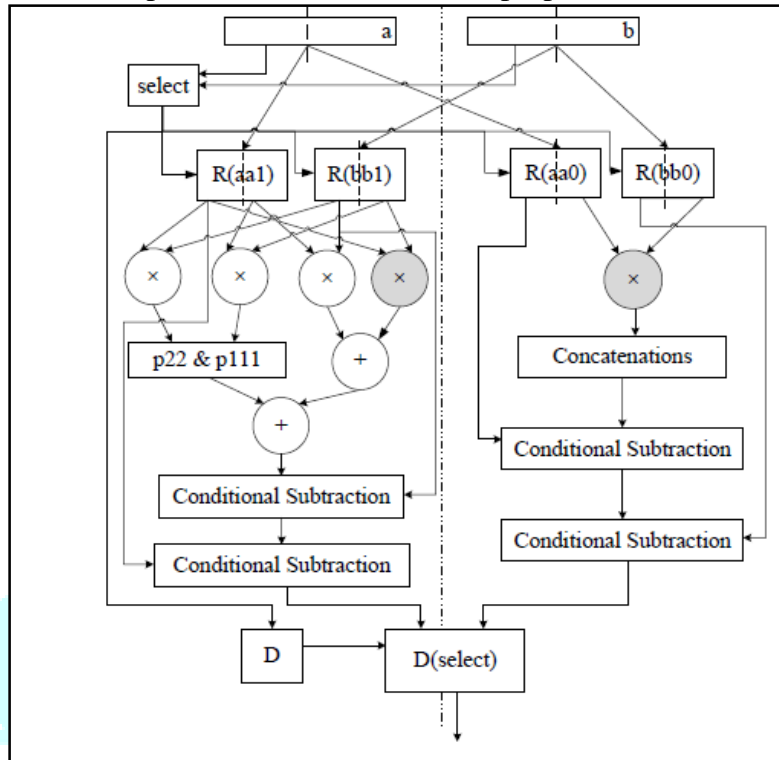 a
b
select
R(aa1)
R(bb1)
R(aa0)
R(bb0)
×
×
×
×
×
p22 & p111
+
Concatenations
+
Conditional Subtraction
Conditional Subtraction
Conditional Subtraction
Conditional Subtraction
D
D(select)